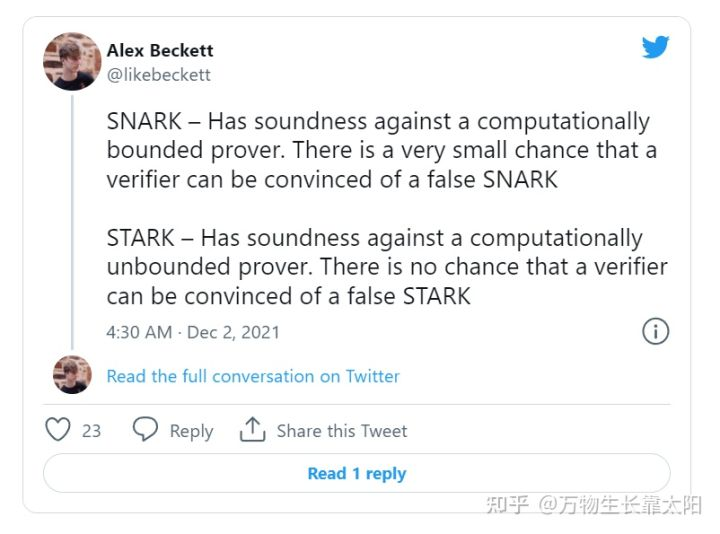 Alex Beckett
@likebeckett
SNARK – Has soundness against a computationally
bounded prover. There is a very small chance that a
verifier can be convinced of a false SNARK
STARK – Has soundness against a computationally
unbounded prover. There is no chance that a verifier
can be convinced of a false STARK
4:30 AM · Dec 2, 2021
Read the full conversation on Twitter
23 Reply Share this Tweet
Read 1 reply
知乎 @万物生长靠太阳